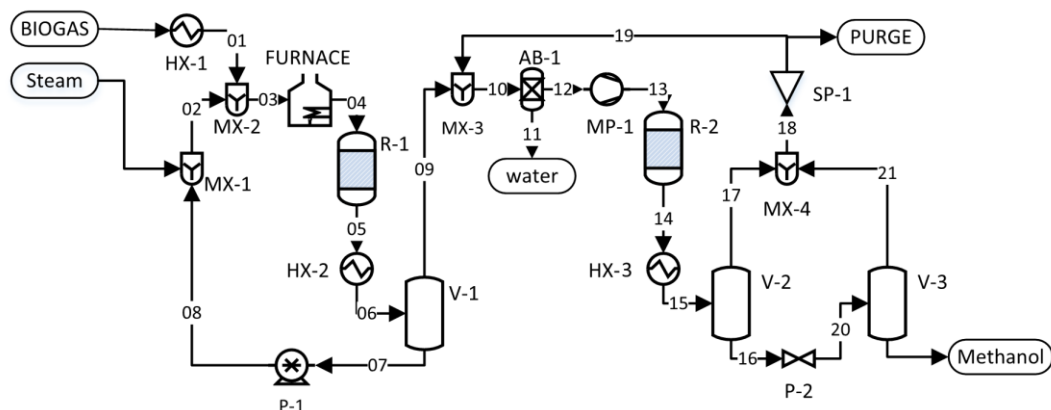 BIOGAS
01
19
PURGE
HX-1
FURNACE
AB-1
Steam
02
03
04
10
12
13
MX-2
MX-3
MP-1
SP-1
11
R-1
R-2
18
MX-1
09
water
17
21
MX-4
05
14
HX-2
HX-3
V-1
V-2
V-3
08
06
15
20
07
16
Methanol
P-1
P-2